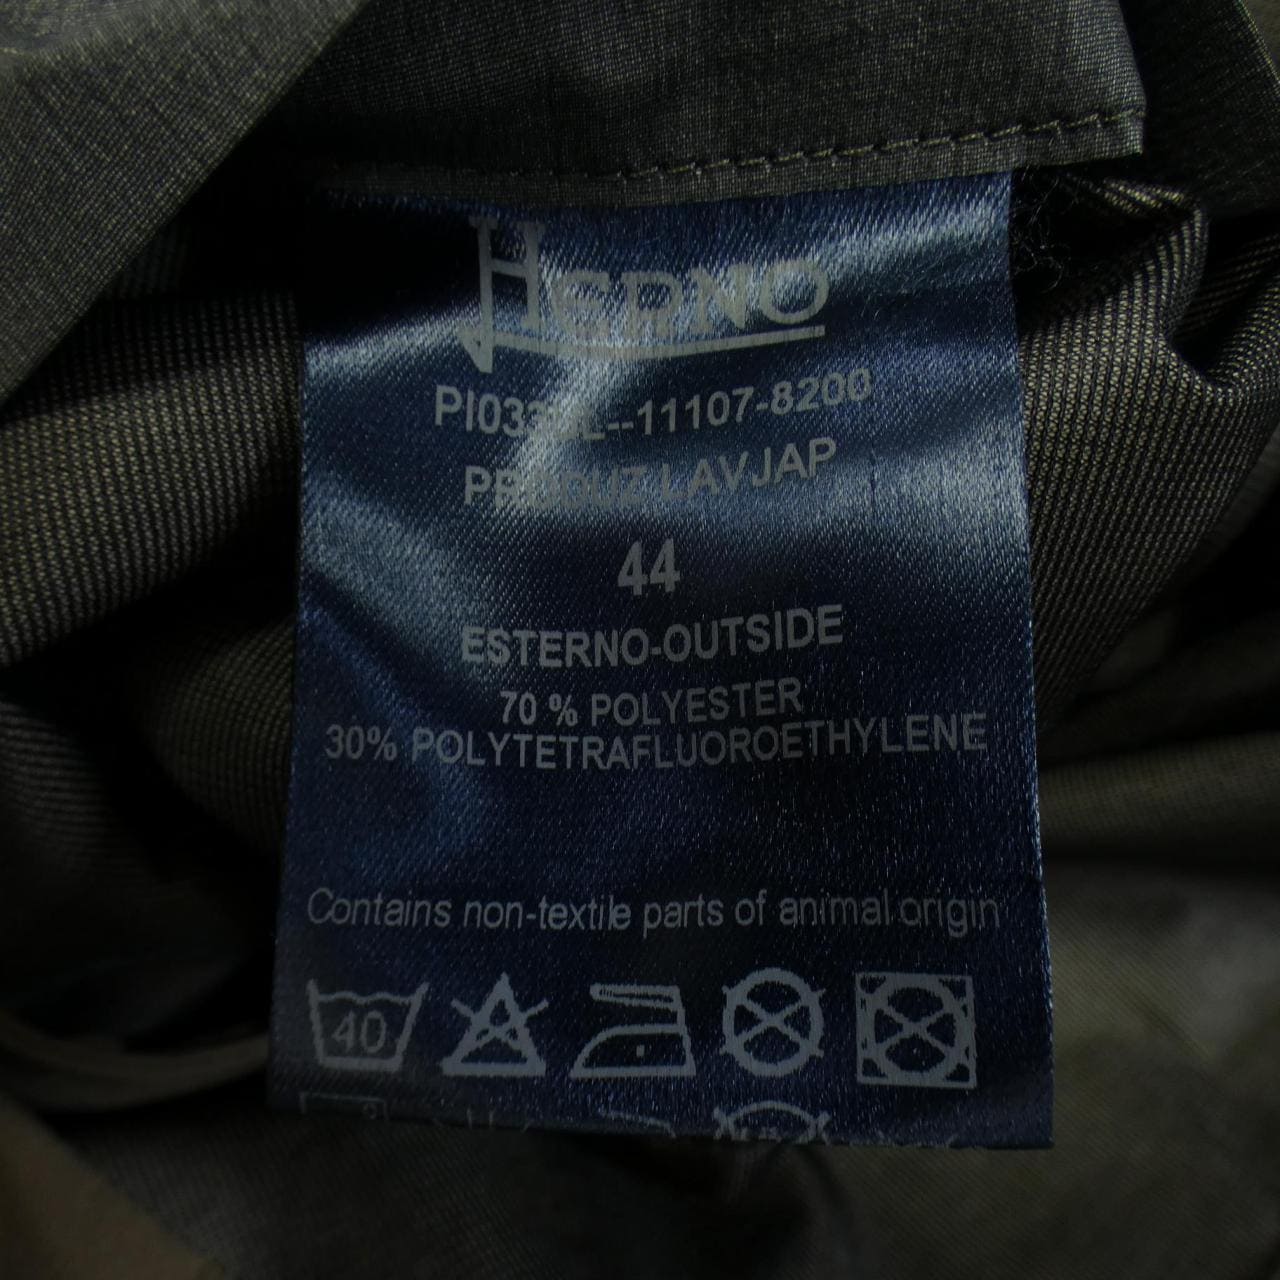 HERNO
--11107-8200
PRODUZ LAVJAP
44
ESTERNO-OUTSIDE
70 % POLYESTER
30% POLYTETRAFLUOROETHYLENE
Contains non-textile parts of animal origin
40